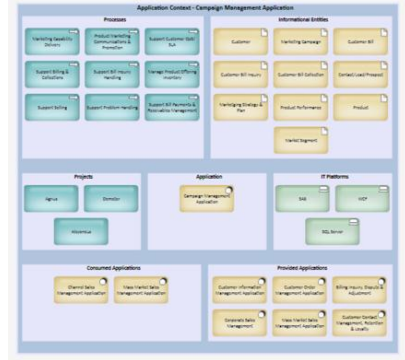 Application Context - Campaign Management Application
Processes
Informational Entities
Marketing Capability
Delivery
Product Marketing
Communications &
Promotion
Support Customer QoS/
SLA
Customer
Marketing Campaign
Customer Bill
Support Billing &
Collections
Support Bill Inquiry
Handling
Manage Product Offering
Inventory
Customer Bill Inquiry
Customer Bill Collection
Contact/Lead/Prospect
Support Selling
Support Problem Handling
Support Bill Payments &
Receivables Management
Marketing Strategy &
Plan
Product Performance
Product
Market Segment
Projects
Application
IT Platforms
Campaign Management
Application
SQL Server
Consumed Applications
Provided Applications
Channel Sales
Management Application
Mass Market Sales
Management Application
Customer Information
Management Application
Customer Order
Management Application
Billing Inquiry, Dispute &
Adjustment
Corporate Sales
Management
Mass Market Sales
Management Application
Customer Contact
Management, Retention
& Loyalty